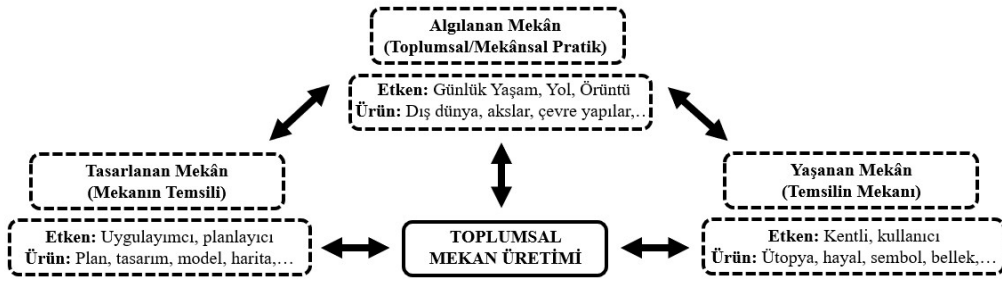 Algılanan Mekân
(Toplumsal/Mekânsal Pratik)
Etken: Günlük Yaşam, Yol, Örüntü
Ürün: Dış dünya, akslar, çevre yapılar,…
Tasarlanan Mekân
(Mekanın Temsili)
Etken: Uygulayımcı, planlayıcı
Ürün: Plan, tasarım, model, harita,…
TOPLUMSAL
MEKAN ÜRETİMİ
Yaşanan Mekân
(Temsilin Mekanı)
Etken: Kentli, kullanıcı
Ürün: Ütopya, hayal, sembol, bellek,…